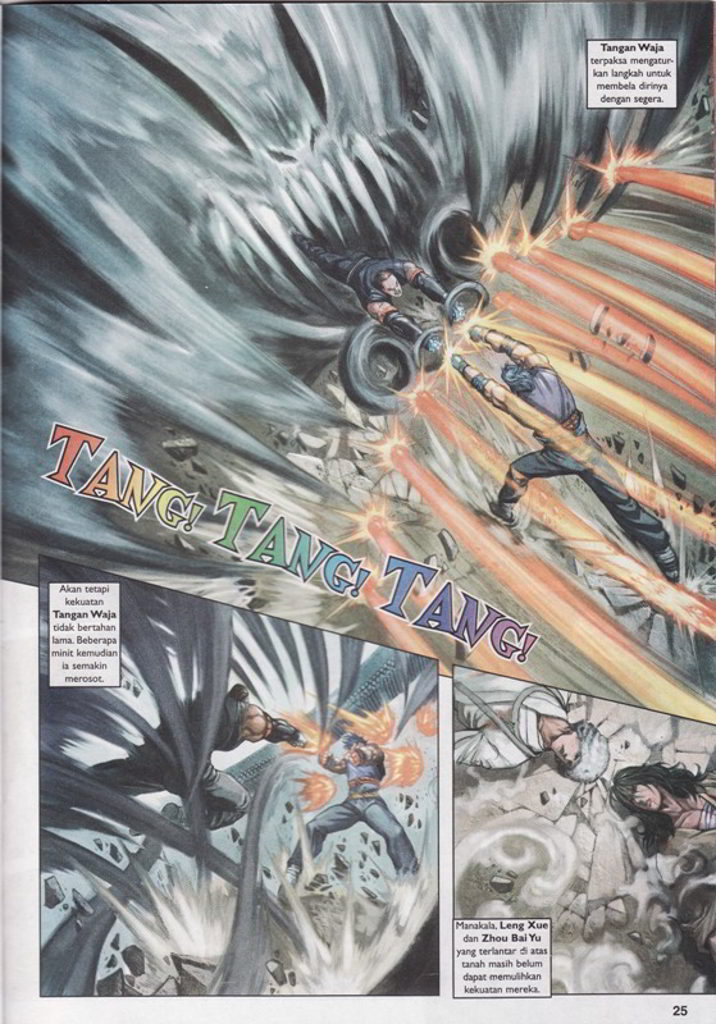 Tangan Waja
terpaksa mengatur-
kan langkah untuk
membela dirinya
dengan segera.
TANG! TANG! TANG!
Akan tetapi
kekuatan
Tangan Waja
tidak bertahan
lama. Beberapa
minit kemudian
ia semakin
merosot.
Manakala, Leng Xue
dan Zhou Bai Yu
yang terlantar di atas
tanah masih belum
dapat memulihkan
kekuatan mereka.
25